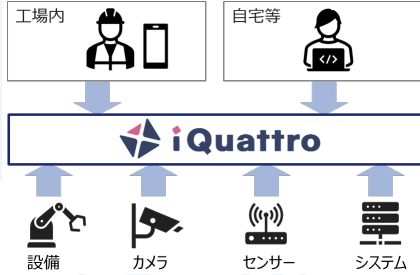 工場内
自宅等
</>
iQuattro
設備
カメラ
センサー
システム